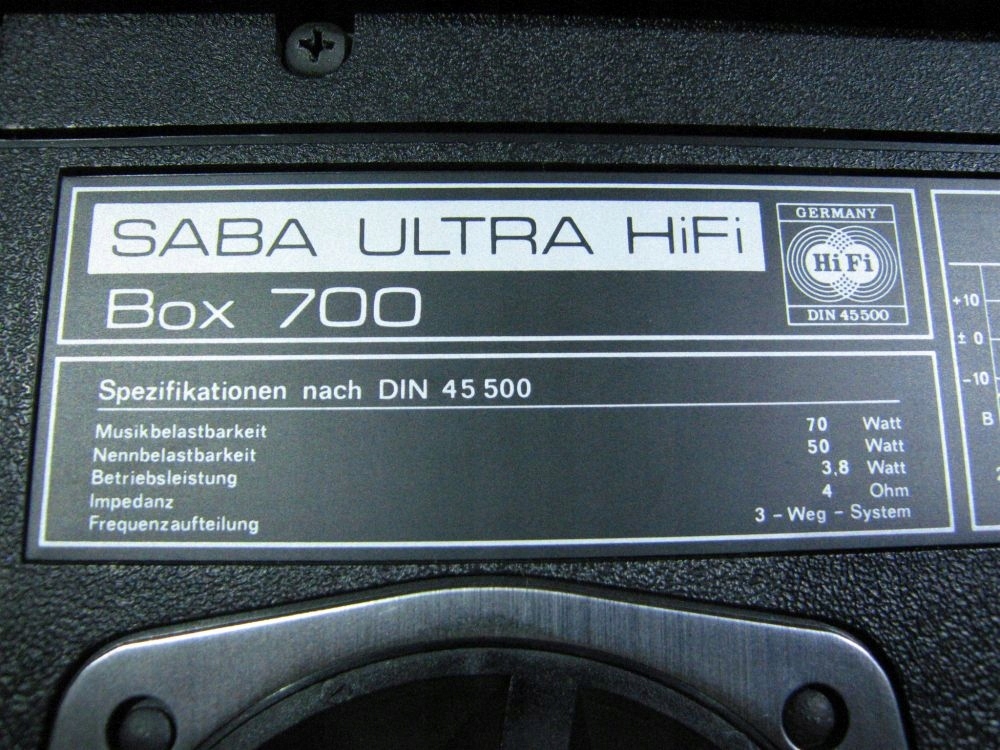 SABA ULTRA HiFi
Box 700
GERMANY
HiFi
DIN 45500
Spezifikationen nach DIN 45 500
Musikbelastbarkeit 70 Watt
Nennbelastbarkeit 50 Watt
Betriebsleistung 3,8 Watt
Impedanz 4 Ohm
Frequenzaufteilung 3 - Weg - System
+10
± 0
-10